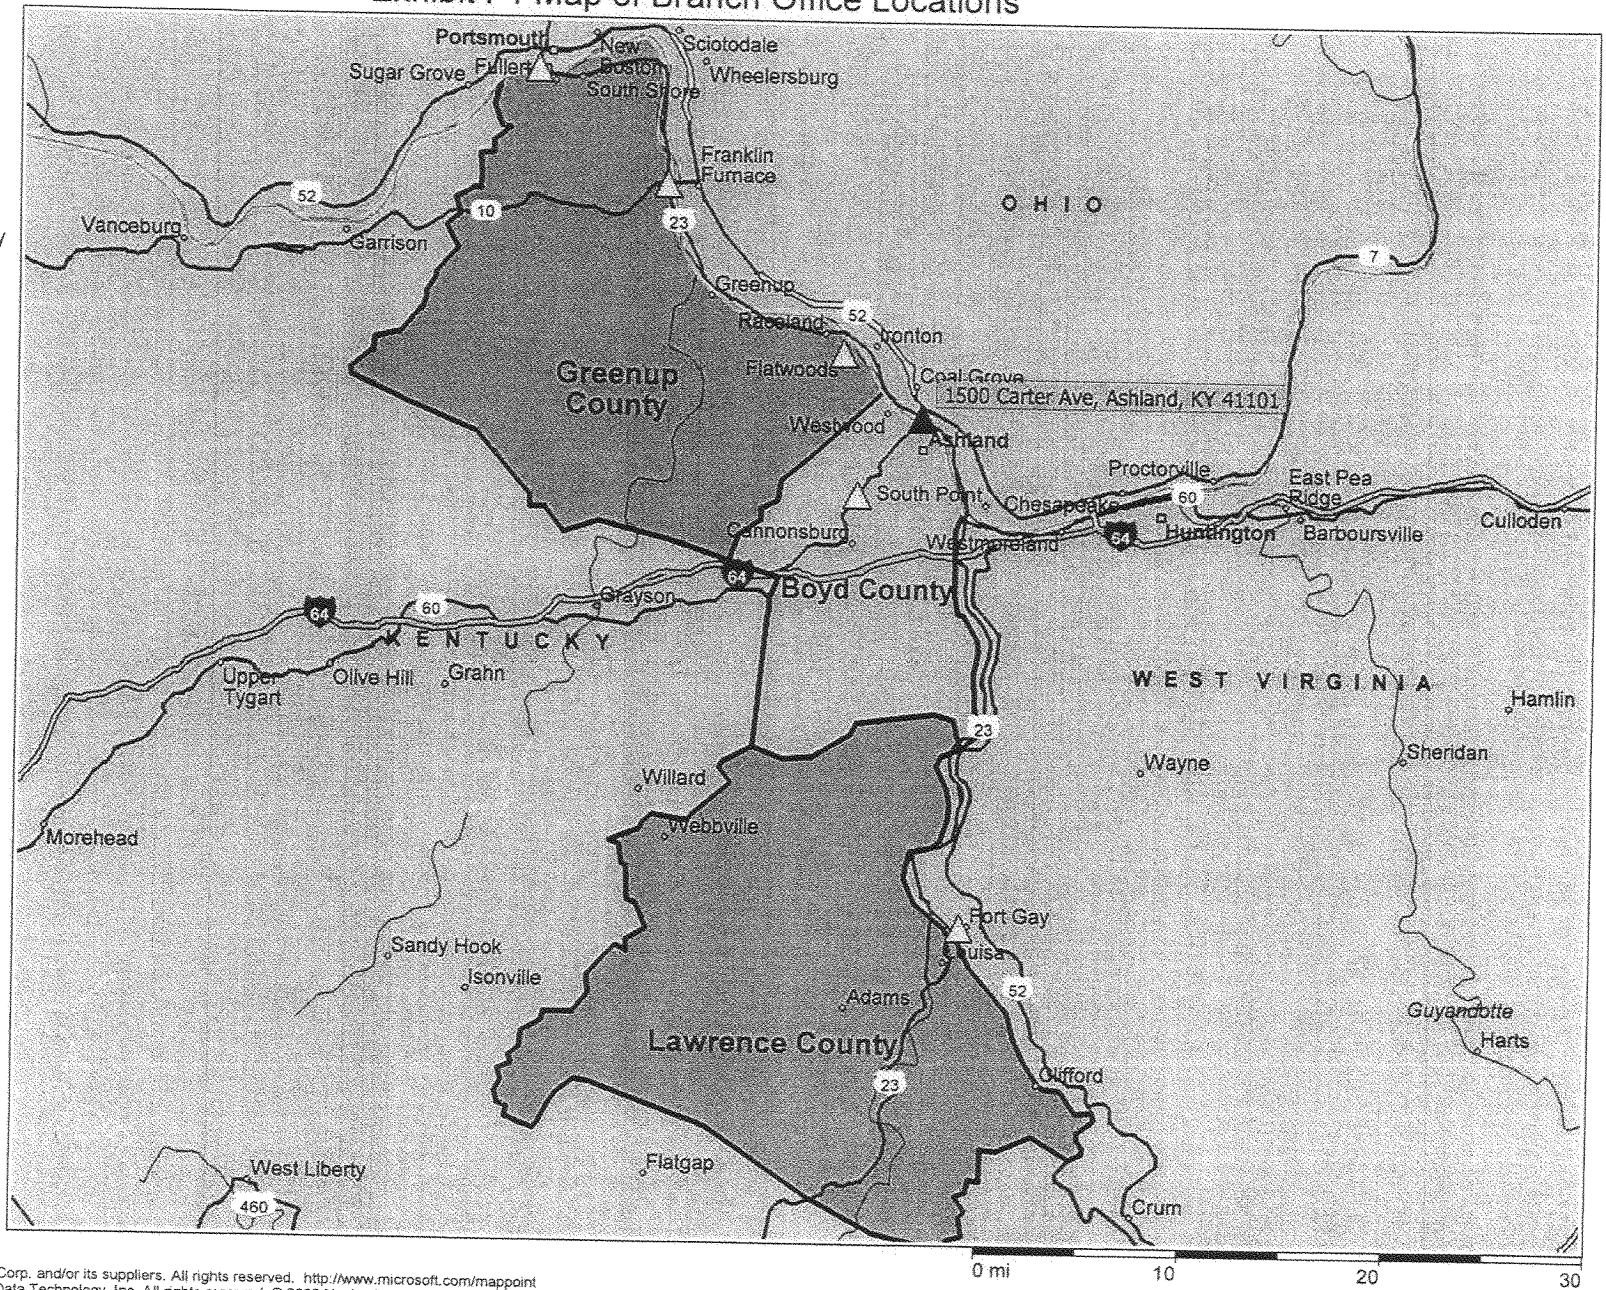 Map of Branch Office Locations
Portsmouth
New
Boston
Sciotodale
Sugar Grove
Wheelersburg
South Shore
Franklin
Furnace
52
10
23
OHIO
Vanceburg
Garrison
7
Greenup
Raceland
52
Ironton
Flatwoods
Greenup
County
Coal Grove
1500 Carter Ave, Ashland, KY 41101
Westwood
Ashland
Proctorville
East Pea
Ridge
South Point
Chesapeake
60
Culloden
Cannonsburg
Westmoreland
64
Huntington
Barboursville
64
Boyd County
Grayson
64
60
KENTUCKY
Upper
Tygart
Olive Hill
Grahn
WEST VIRGINIA
Hamlin
23
Sheridan
Willard
Wayne
Webbville
Morehead
Fort Gay
Sandy Hook
Louisa
Isonville
52
Adams
Guyandotte
Lawrence County
Harts
23
Clifford
Flatgap
West Liberty
460
Crum
0 mi 10 20 30
Corp. and/or its suppliers. All rights reserved. http://www.microsoft.com/mappoint